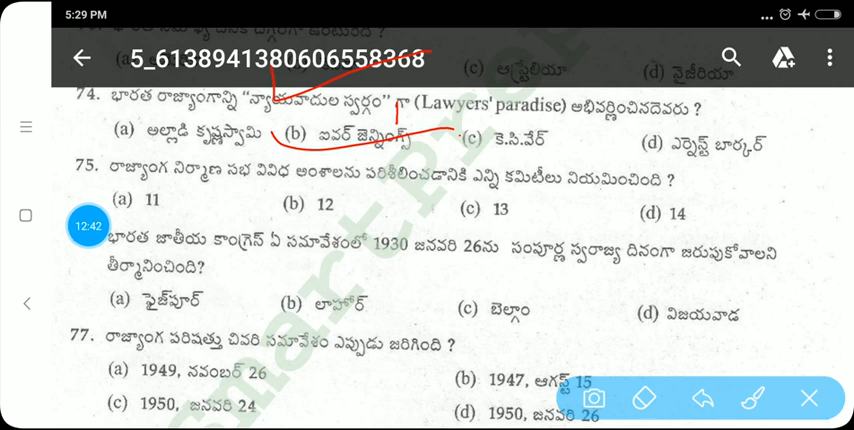 5:29 PM
5_6138941380606558368
(c) ఆస్ట్రేలియా (d) నైజీరియా
74. భారత రాజ్యాంగాన్ని "న్యాయవాదుల స్వర్గం" గా (Lawyers' paradise) అభివర్ణించినదెవరు ?
(a) అల్లాడి కృష్ణస్వామి (b) ఐవర్ జెన్నింగ్స్ (c) కె.సి.వేర్ (d) ఎర్నెస్ట్ బార్కర్
75. రాజ్యాంగ నిర్మాణ సభ వివిధ అంశాలను పరిశీలించడానికి ఎన్ని కమిటీలు నియమించింది ?
(a) 11 (b) 12 (c) 13 (d) 14
12:42
భారత జాతీయ కాంగ్రెస్ ఏ సమావేశంలో 1930 జనవరి 26ను సంపూర్ణ స్వరాజ్య దినంగా జరుపుకోవాలని
తీర్మానించింది?
(a) ఫైజ్‌పూర్ (b) లాహోర్ (c) బెల్గాం (d) విజయవాడ
77. రాజ్యాంగ పరిషత్తు చివరి సమావేశం ఎప్పుడు జరిగింది ?
(a) 1949, నవంబర్ 26 (b) 1947, ఆగస్ట్ 15
(c) 1950, జనవరి 24 (d) 1950, జనవరి 26